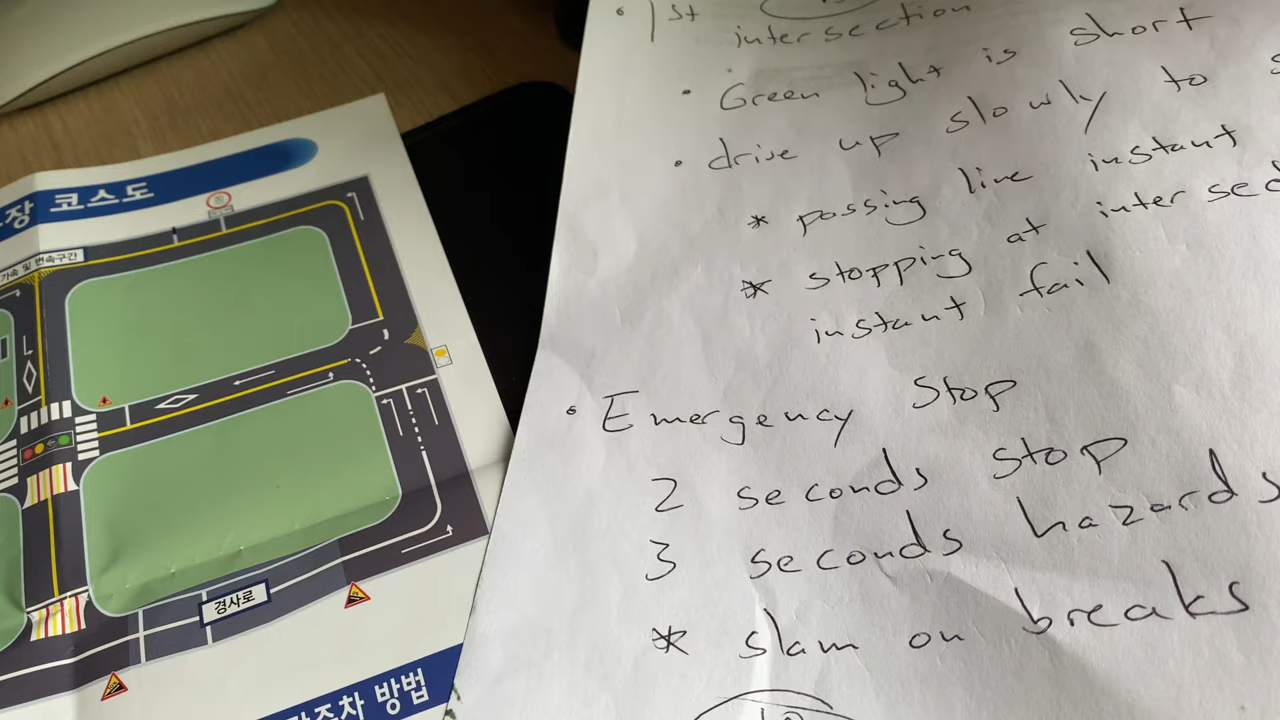 장 코스도
가속 및 변속구간
경사로
주차 방법
1st
intersection
• Green light is short
• drive up slowly to
* passing line instant
* stopping at intersec
instant fail
• Emergency Stop
2 seconds stop
3 seconds hazards
* slam on breaks